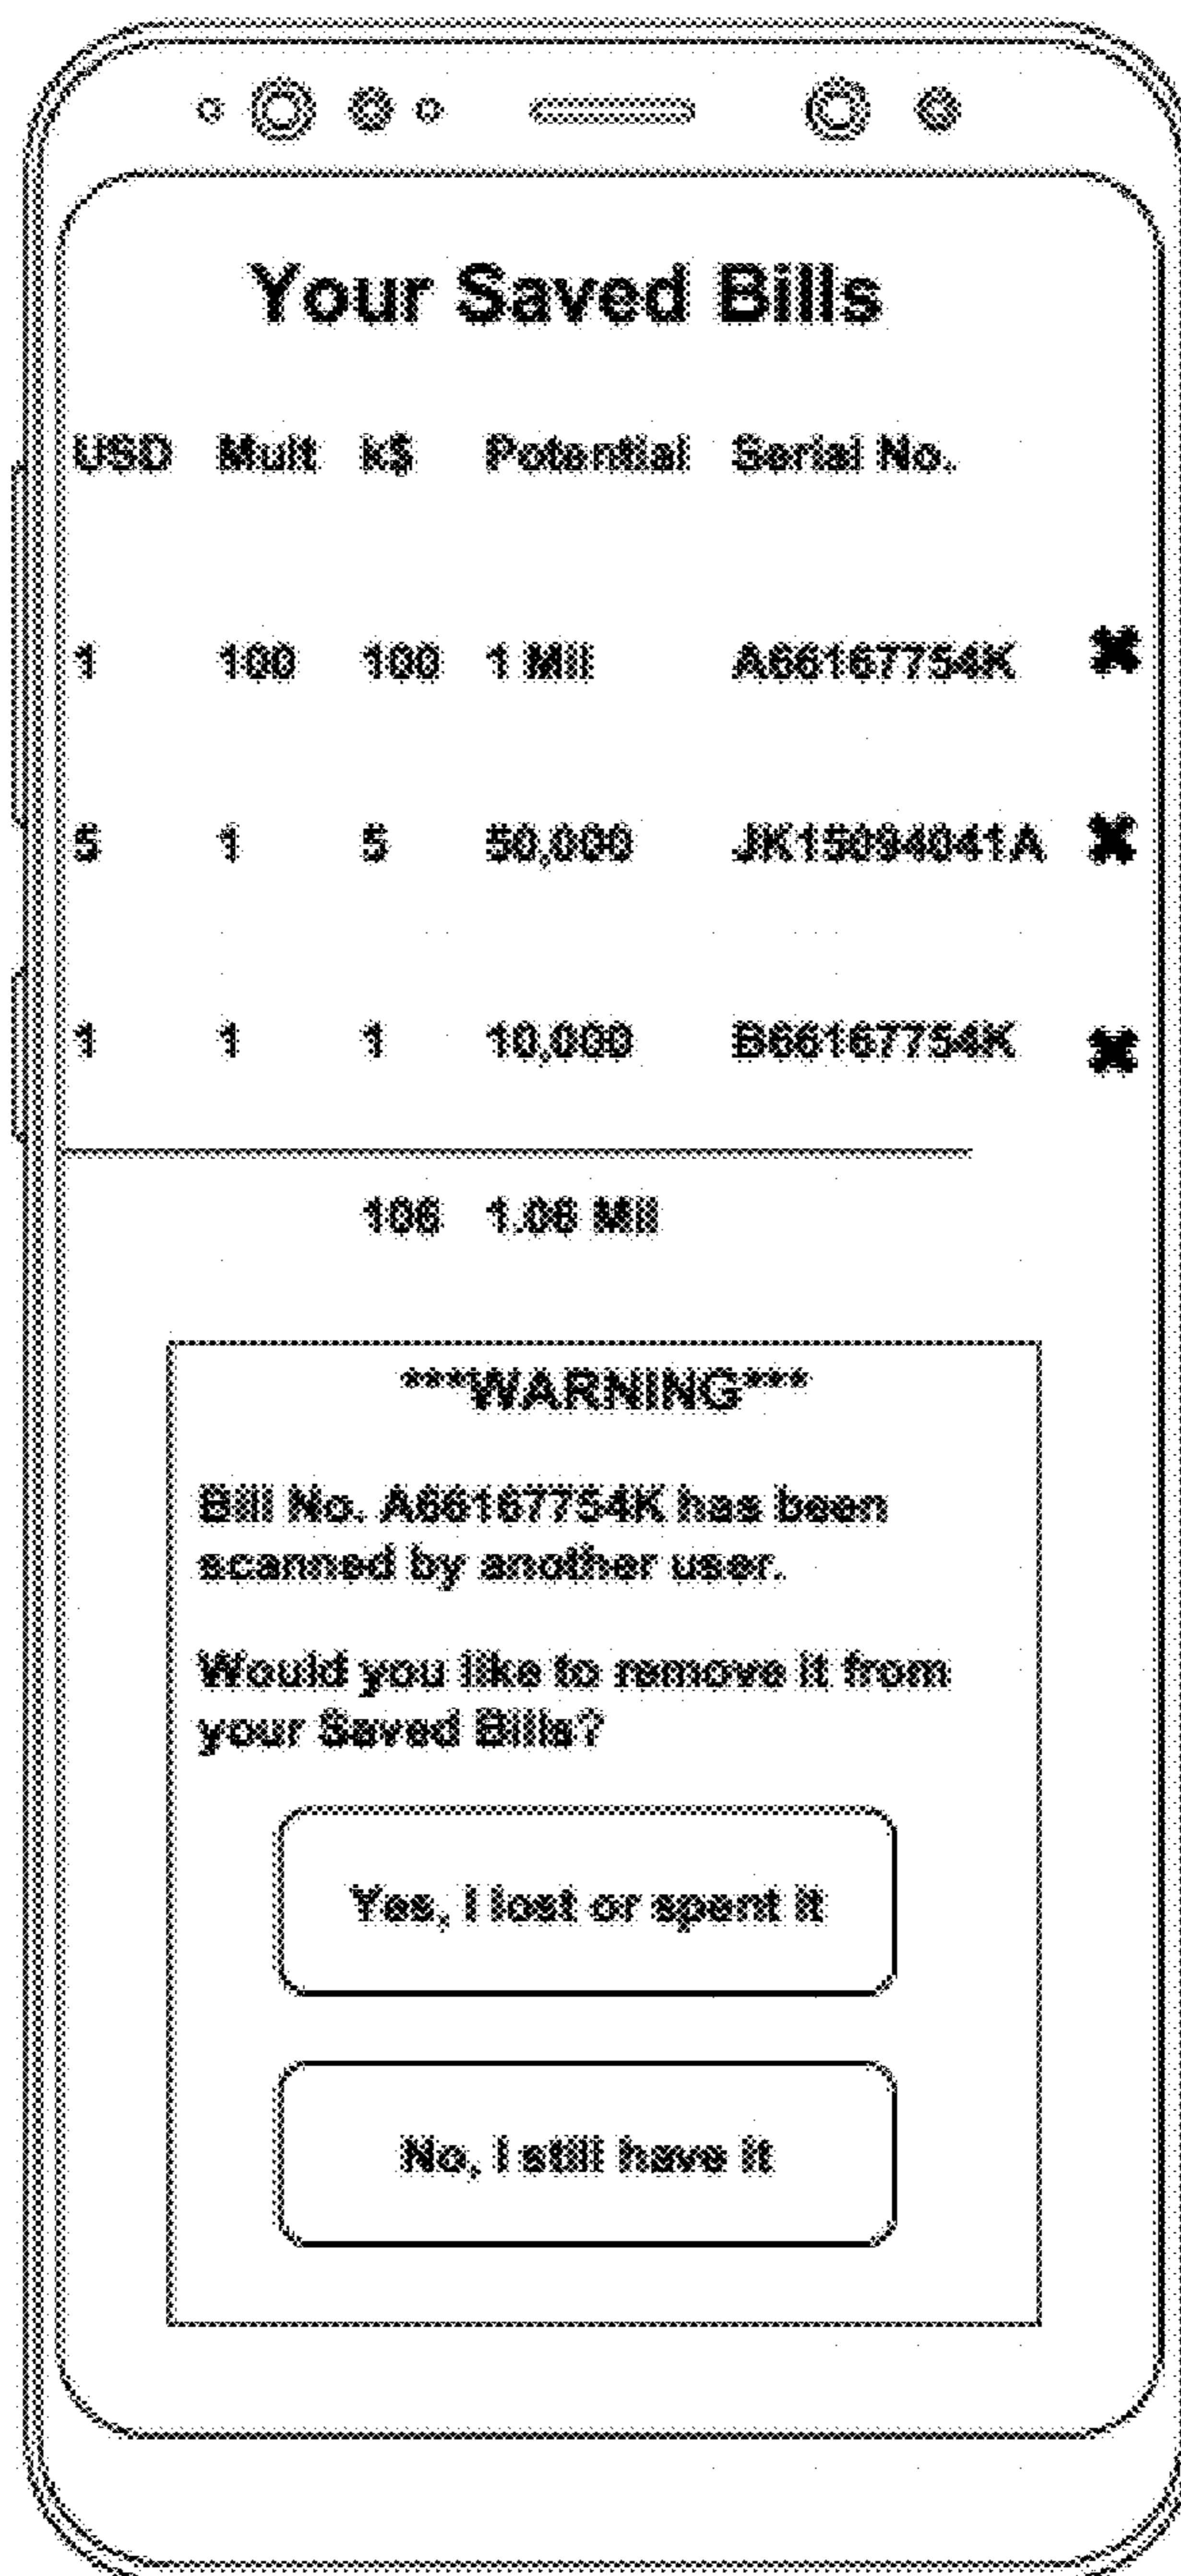 Your Saved Bills
USD Mult k$ Potential Serial No.
1 100 100 1 Mil A66167754K ✖
5 1 5 50,000 JK15094041A ✖
1 1 1 10,000 B66167754K ✖
106 1.06 Mil
***WARNING***
Bill No. A66167754K has been
scanned by another user.
Would you like to remove it from
your Saved Bills?
Yes, I lost or spent it
No, I still have it